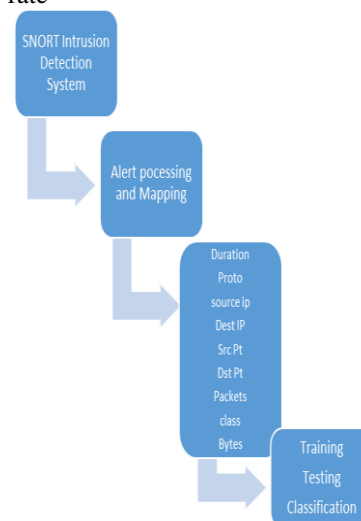 rate
SNORT Intrusion
Detection
System
Alert pocessing
and Mapping
Duration
Proto
source ip
Dest IP
Src Pt
Dst Pt
Packets
class
Bytes
Training
Testing
Classification